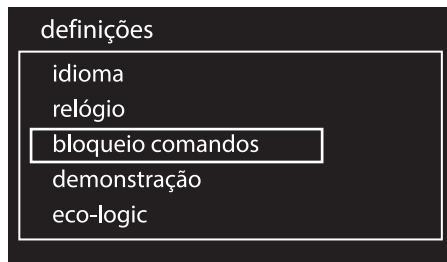 definições
idioma
relógio
bloqueio comandos
demonstração
eco-logic